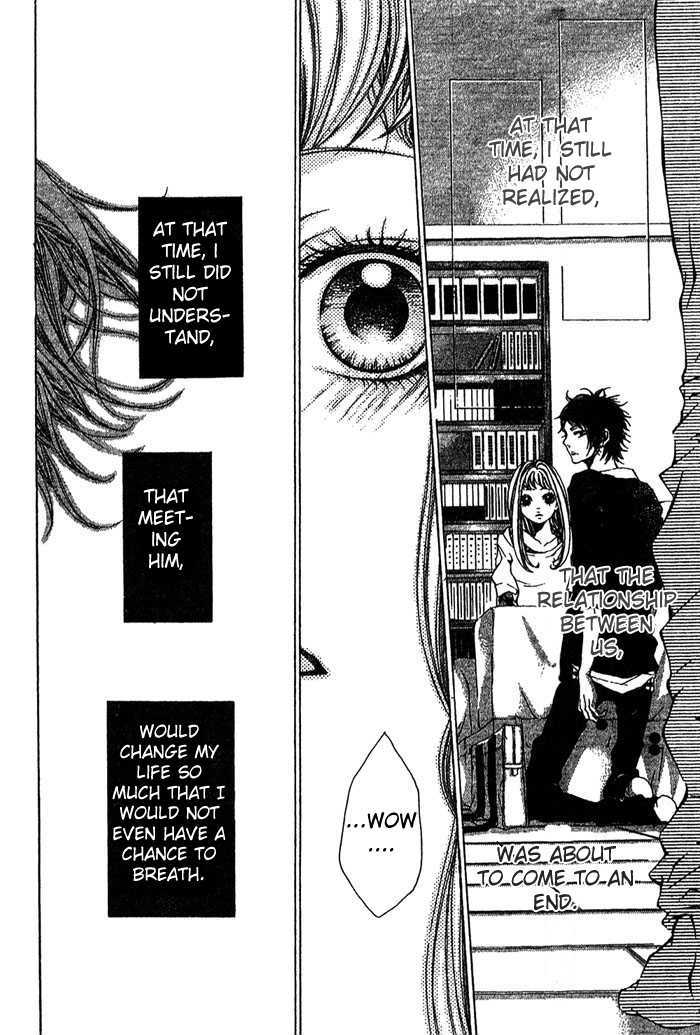 AT THAT
TIME, I STILL
HAD NOT
REALIZED,
THAT THE
RELATIONSHIP
BETWEEN
US,
WAS ABOUT
TO COME TO AN
END.
...WOW
....
AT THAT
TIME, I
STILL DID
NOT
UNDERS-
TAND,
THAT
MEET-
ING
HIM,
WOULD
CHANGE MY
LIFE SO
MUCH THAT I
WOULD NOT
EVEN HAVE A
CHANCE TO
BREATH.